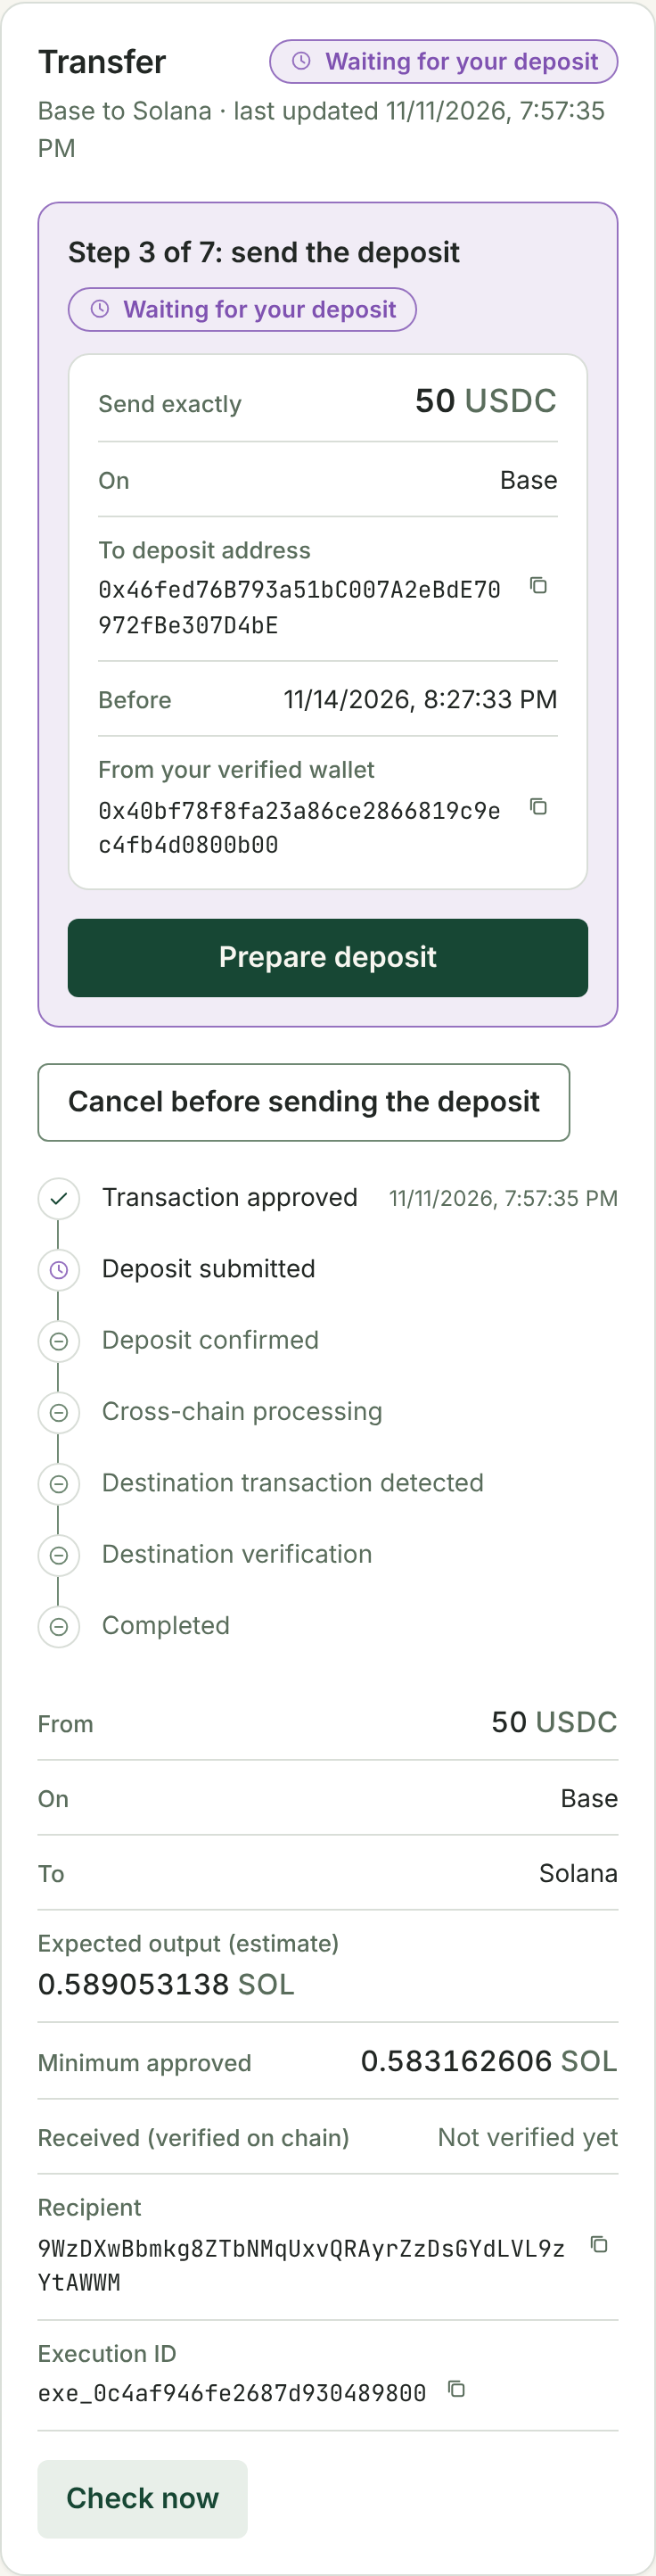 Transfer
Waiting for your deposit
Base to Solana · last updated 11/11/2026, 7:57:35
PM
Step 3 of 7: send the deposit
Waiting for your deposit
Send exactly 50 USDC
On Base
To deposit address
0x46fed76B793a51bC007A2eBdE70
972fBe307D4bE
Before 11/14/2026, 8:27:33 PM
From your verified wallet
0x40bf78f8fa23a86ce2866819c9e
c4fb4d0800b00
Prepare deposit
Cancel before sending the deposit
Transaction approved 11/11/2026, 7:57:35 PM
Deposit submitted
Deposit confirmed
Cross-chain processing
Destination transaction detected
Destination verification
Completed
From 50 USDC
On Base
To Solana
Expected output (estimate)
0.589053138 SOL
Minimum approved 0.583162606 SOL
Received (verified on chain) Not verified yet
Recipient
9WzDXwBbmkg8ZTbNMqUxvQRAyrZzDsGYdLVL9z
YtAWWM
Execution ID
exe_0c4af946fe2687d930489800
Check now